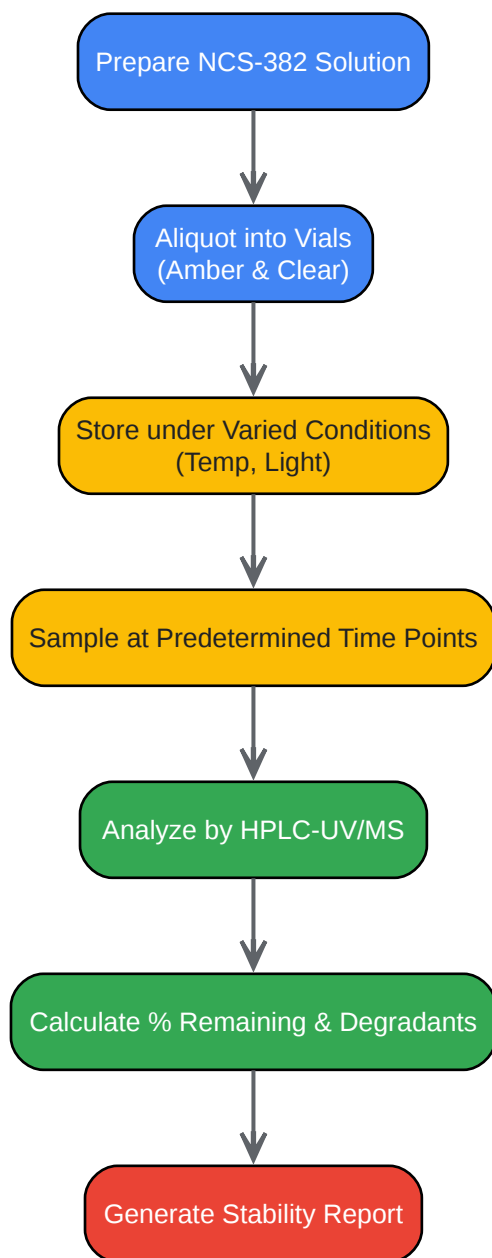 Prepare NCS-382 Solution
Aliquot into Vials
(Amber & Clear)
Store under Varied Conditions
(Temp, Light)
Sample at Predetermined Time Points
Analyze by HPLC-UV/MS
Calculate % Remaining & Degradants
Generate Stability Report